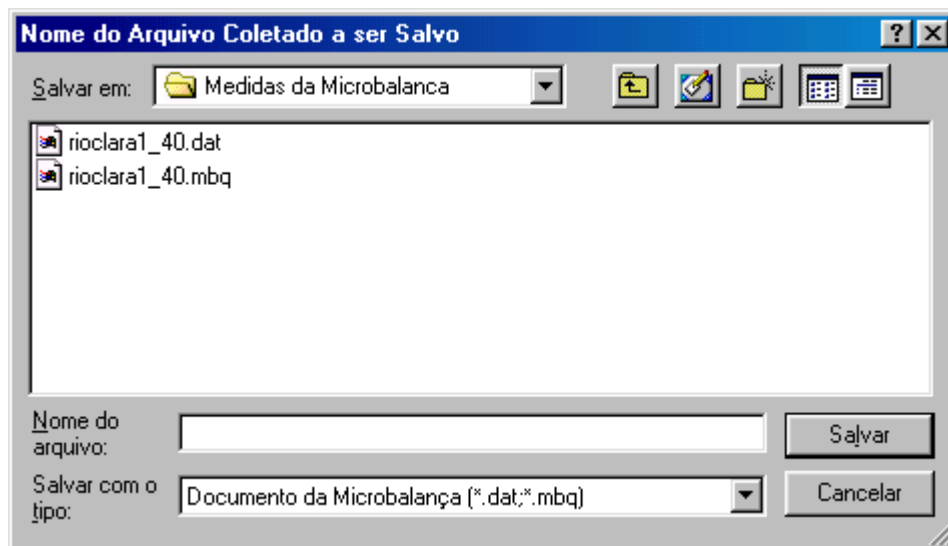 Nome do Arquivo Coletado a ser Salvo
Salvar em: Medidas da Microbalanca
rioclara1_40.dat
rioclara1_40.mbq
Nome do
arquivo:
Salvar
Salvar com o
tipo:
Documento da Microbalança (*.dat;*.mbq)
Cancelar